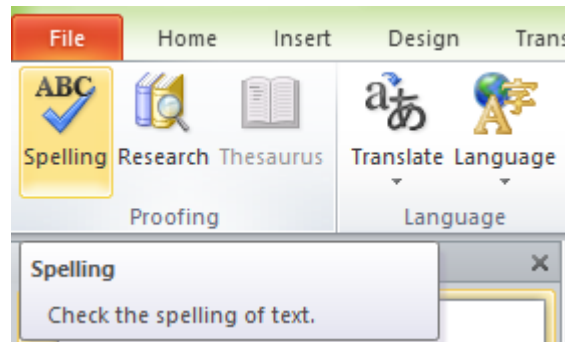 File Home Insert Design Trans
ABC
Spelling Research Thesaurus Translate Language
Proofing Language
Spelling
Check the spelling of text.